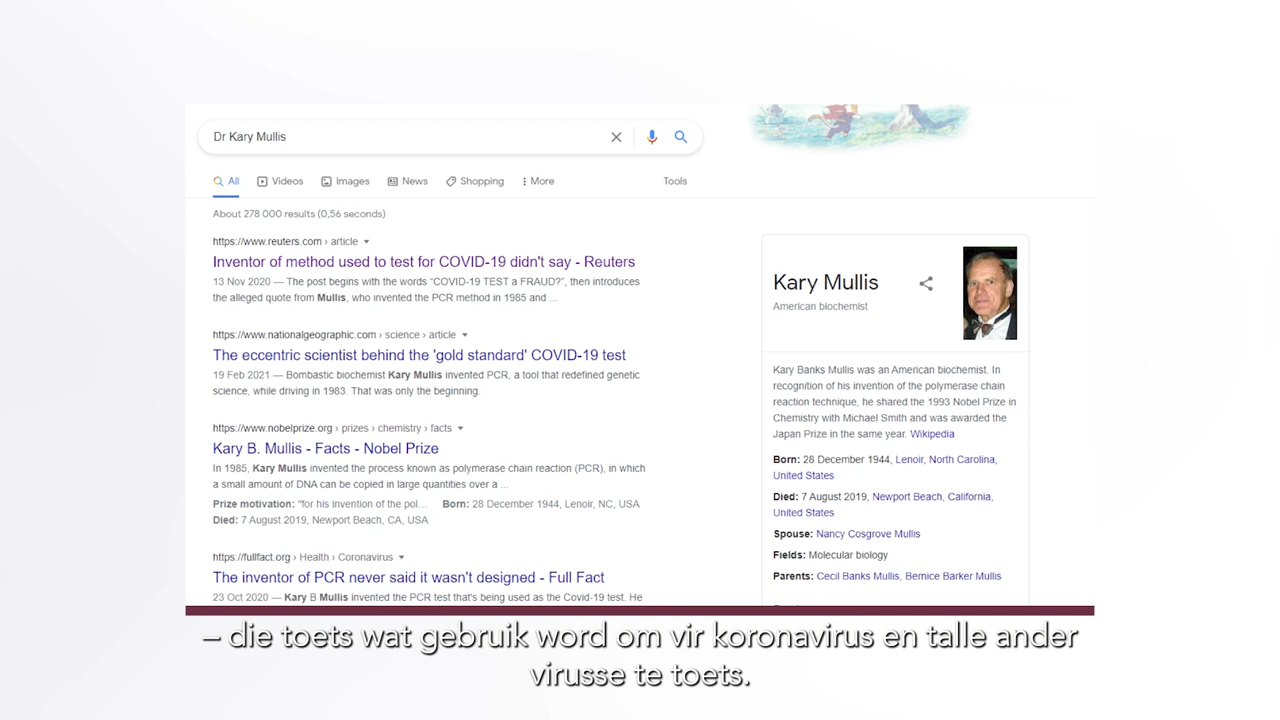 Dr Kary Mullis
All Videos Images News Shopping More Tools
About 278 000 results (0,56 seconds)
https://www.reuters.com › article
Inventor of method used to test for COVID-19 didn't say - Reuters
13 Nov 2020 — The post begins with the words “COVID-19 TEST a FRAUD?”, then introduces
the alleged quote from Mullis, who invented the PCR method in 1985 and ...
https://www.nationalgeographic.com › science › article
The eccentric scientist behind the 'gold standard' COVID-19 test
19 Feb 2021 — Bombastic biochemist Kary Mullis invented PCR, a tool that redefined genetic
science, while driving in 1983. That was only the beginning.
https://www.nobelprize.org › prizes › chemistry › facts
Kary B. Mullis - Facts - Nobel Prize
In 1985, Kary Mullis invented the process known as polymerase chain reaction (PCR), in which
a small amount of DNA can be copied in large quantities over a ...
Prize motivation: "for his invention of the pol... Born: 28 December 1944, Lenoir, NC, USA
Died: 7 August 2019, Newport Beach, CA, USA
https://fullfact.org › Health › Coronavirus
The inventor of PCR never said it wasn't designed - Full Fact
23 Oct 2020 — Kary B Mullis invented the PCR test that's being used as the Covid-19 test. He
Kary Mullis
American biochemist
Kary Banks Mullis was an American biochemist. In
recognition of his invention of the polymerase chain
reaction technique, he shared the 1993 Nobel Prize in
Chemistry with Michael Smith and was awarded the
Japan Prize in the same year. Wikipedia
Born: 28 December 1944, Lenoir, North Carolina,
United States
Died: 7 August 2019, Newport Beach, California,
United States
Spouse: Nancy Cosgrove Mullis
Fields: Molecular biology
Parents: Cecil Banks Mullis, Bernice Barker Mullis
– die toets wat gebruik word om vir koronavirus en talle ander
virusse te toets.